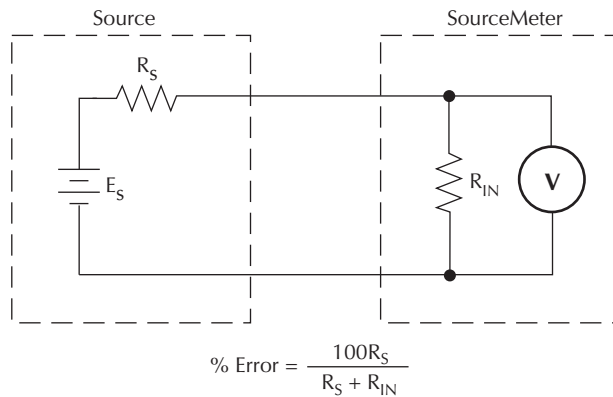 Source
SourceMeter
R_S
E_S
R_IN
V
% Error = 100R_S / R_S + R_IN